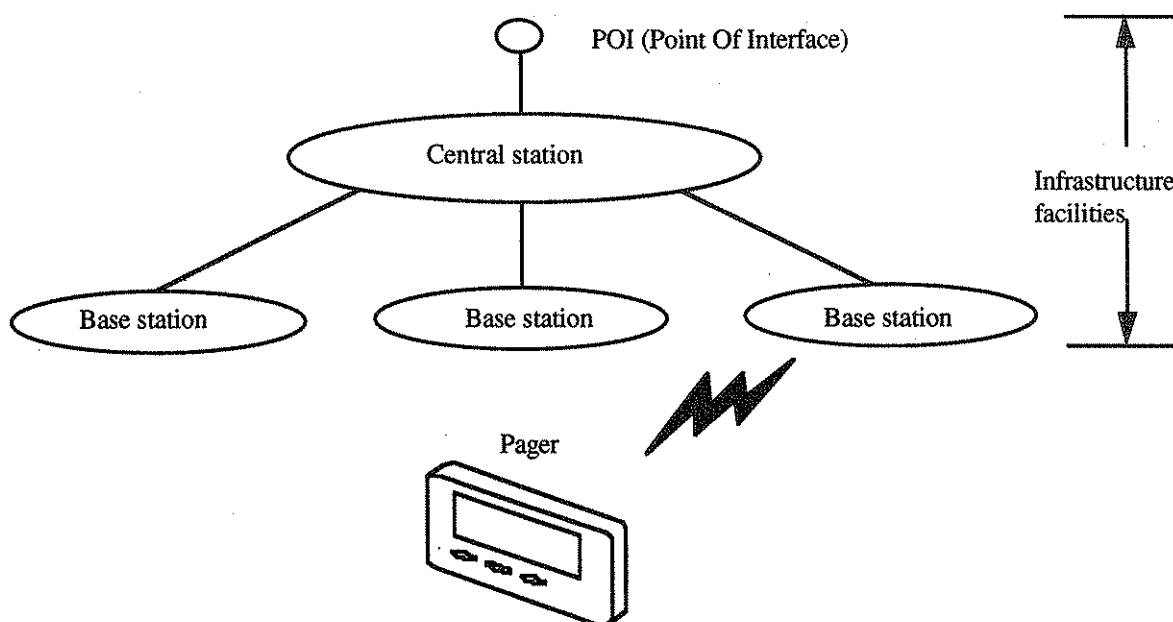 POI (Point Of Interface)
Central station
Infrastructure
facilities
Base station
Base station
Base station
Pager